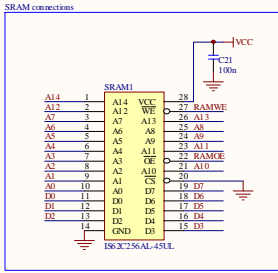 SRAM connections
VCC
C21
100n
SRAM1
A14 1 A14 VCC 28
A12 2 A12 WE 27 RAMWE
A7 3 A7 A13 26 A13
A6 4 A6 A8 25 A8
A5 5 A5 A9 24 A9
A4 6 A4 A11 23 A11
A3 7 A3 OE 22 RAMOE
A2 8 A2 A10 21 A10
A1 9 A1 CS 20
A0 10 A0 D7 19 D7
D0 11 D0 D6 18 D6
D1 12 D1 D5 17 D5
D2 13 D2 D4 16 D4
14 GND D3 15 D3
IS62C256AL-45UL